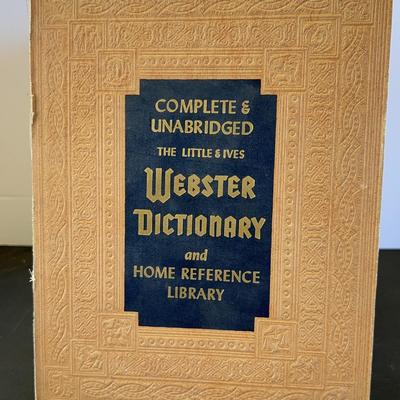 COMPLETE &
UNABRIDGED
THE LITTLE & IVES
WEBSTER
DICTIONARY
and
HOME REFERENCE
LIBRARY